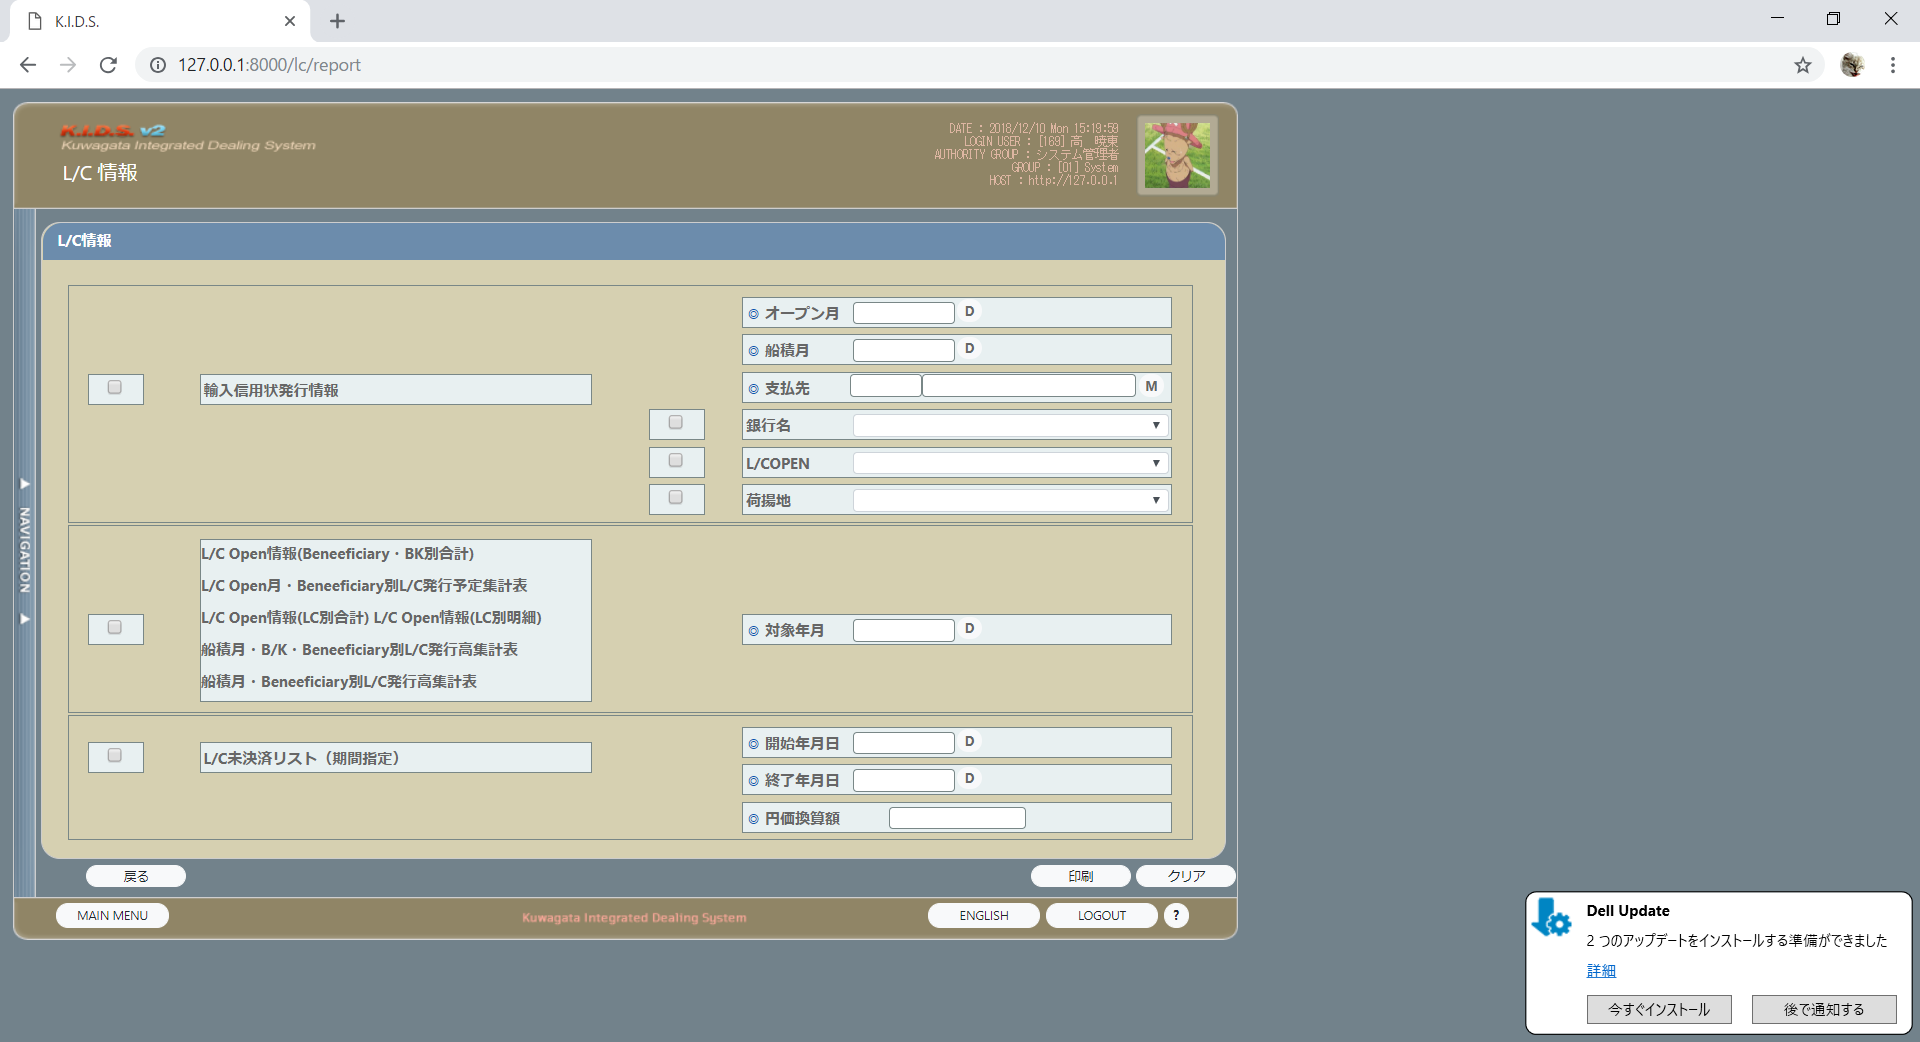 K.I.D.S.
127.0.0.1:8000/lc/report
K.I.D.S. v2
Kuwagata Integrated Dealing System
L/C 情報
DATE : 2018/12/10 Mon 15:19:59
LOGIN USER : [169] 高 暁東
AUTHORITY GROUP : システム管理者
GROUP : [01] System
HOST : http://127.0.0.1
L/C情報
◎ オープン月 D
◎ 船積月 D
◎ 支払先 M
輸入信用状発行情報
銀行名
L/COPEN
荷揚地
NAVIGATION
L/C Open情報(Beneeficiary・BK別合計)
L/C Open月・Beneeficiary別L/C発行予定集計表
L/C Open情報(LC別合計) L/C Open情報(LC別明細)
船積月・B/K・Beneeficiary別L/C発行高集計表
船積月・Beneeficiary別L/C発行高集計表
◎ 対象年月 D
L/C未決済リスト（期間指定）
◎ 開始年月日 D
◎ 終了年月日 D
◎ 円価換算額
戻る 印刷 クリア
MAIN MENU Kuwagata Integrated Dealing System ENGLISH LOGOUT ?
Dell Update
2 つのアップデートをインストールする準備ができました
詳細
今すぐインストール 後で通知する